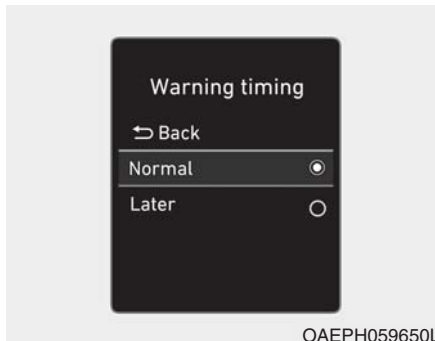 Warning timing
Back
Normal
Later
OAEPH059650L